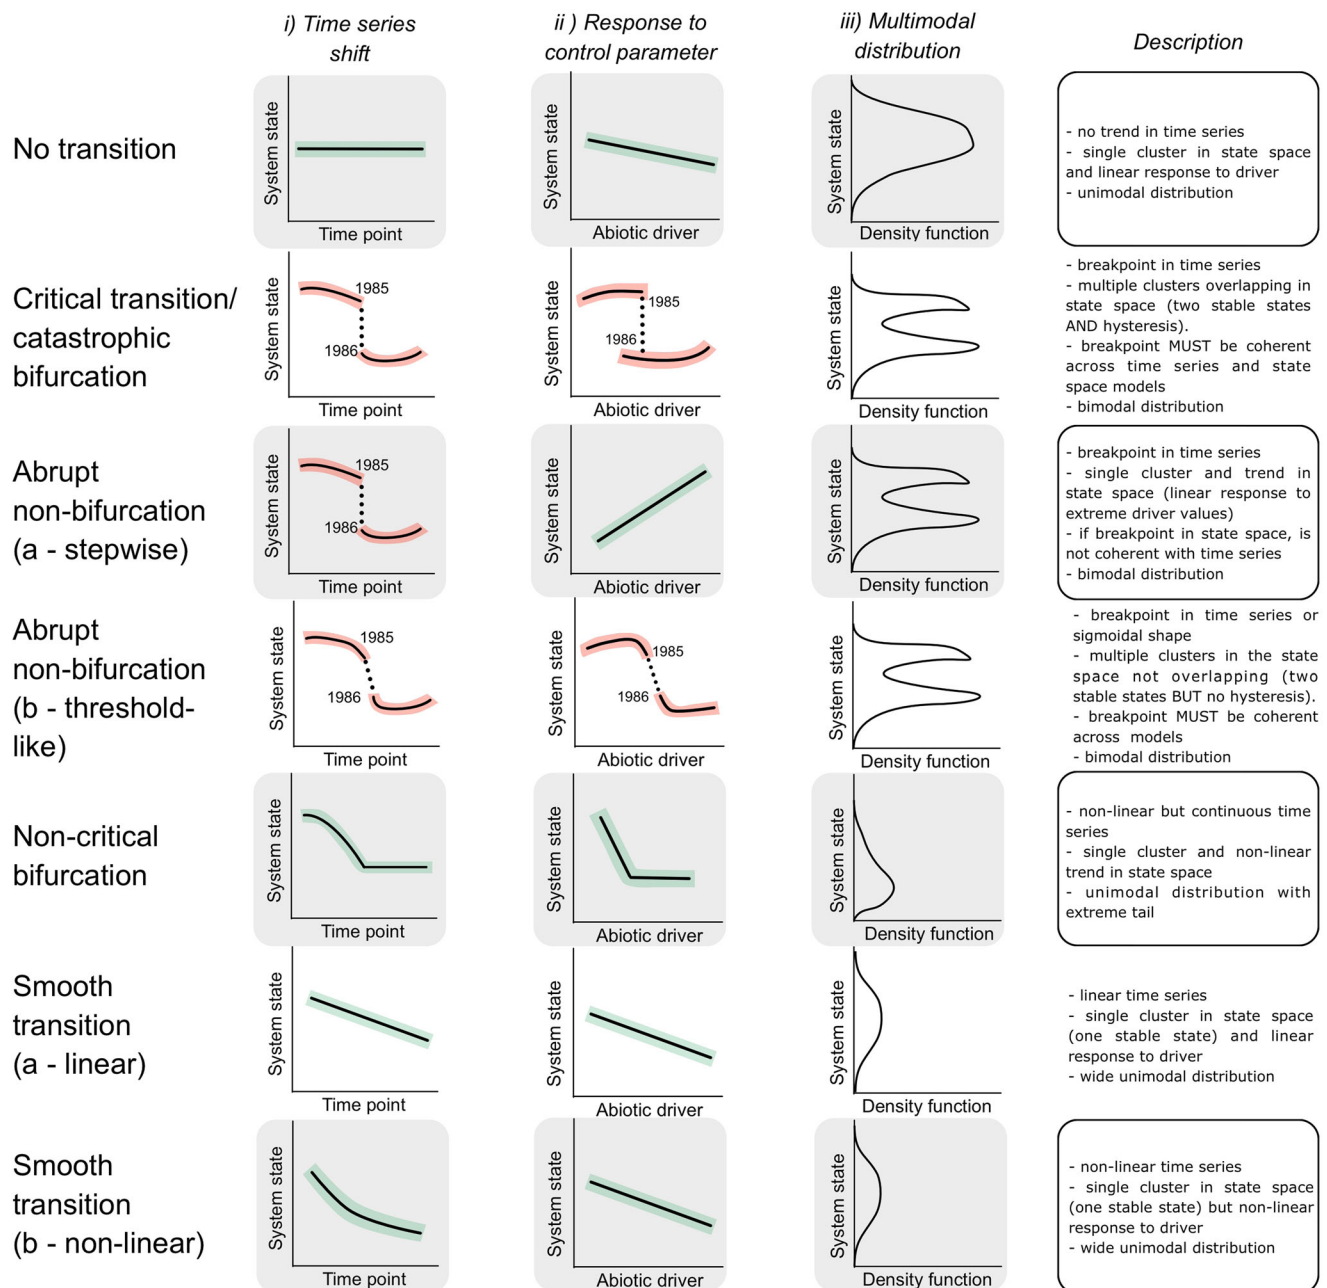 i) Time series
shift
ii ) Response to
control parameter
iii) Multimodal
distribution
Description
No transition
System state
Time point
System state
Abiotic driver
System state
Density function
- no trend in time series
- single cluster in state space
and linear response to driver
- unimodal distribution
Critical transition/
catastrophic
bifurcation
System state
1985
1986
Time point
System state
1985
1986
Abiotic driver
System state
Density function
- breakpoint in time series
- multiple clusters overlapping in
state space (two stable states
AND hysteresis).
- breakpoint MUST be coherent
across time series and state
space models
- bimodal distribution
Abrupt
non-bifurcation
(a - stepwise)
System state
1985
1986
Time point
System state
Abiotic driver
System state
Density function
- breakpoint in time series
- single cluster and trend in
state space (linear response to
extreme driver values)
- if breakpoint in state space, is
not coherent with time series
- bimodal distribution
Abrupt
non-bifurcation
(b - threshold-
like)
System state
1985
1986
Time point
System state
1985
1986
Abiotic driver
System state
Density function
- breakpoint in time series or
sigmoidal shape
- multiple clusters in the state
space not overlapping (two
stable states BUT no hysteresis).
- breakpoint MUST be coherent
across models
- bimodal distribution
Non-critical
bifurcation
System state
Time point
System state
Abiotic driver
System state
Density function
- non-linear but continuous time
series
- single cluster and non-linear
trend in state space
- unimodal distribution with
extreme tail
Smooth
transition
(a - linear)
System state
Time point
System state
Abiotic driver
System state
Density function
- linear time series
- single cluster in state space
(one stable state) and linear
response to driver
- wide unimodal distribution
Smooth
transition
(b - non-linear)
System state
Time point
System state
Abiotic driver
System state
Density function
- non-linear time series
- single cluster in state space
(one stable state) but non-linear
response to driver
- wide unimodal distribution